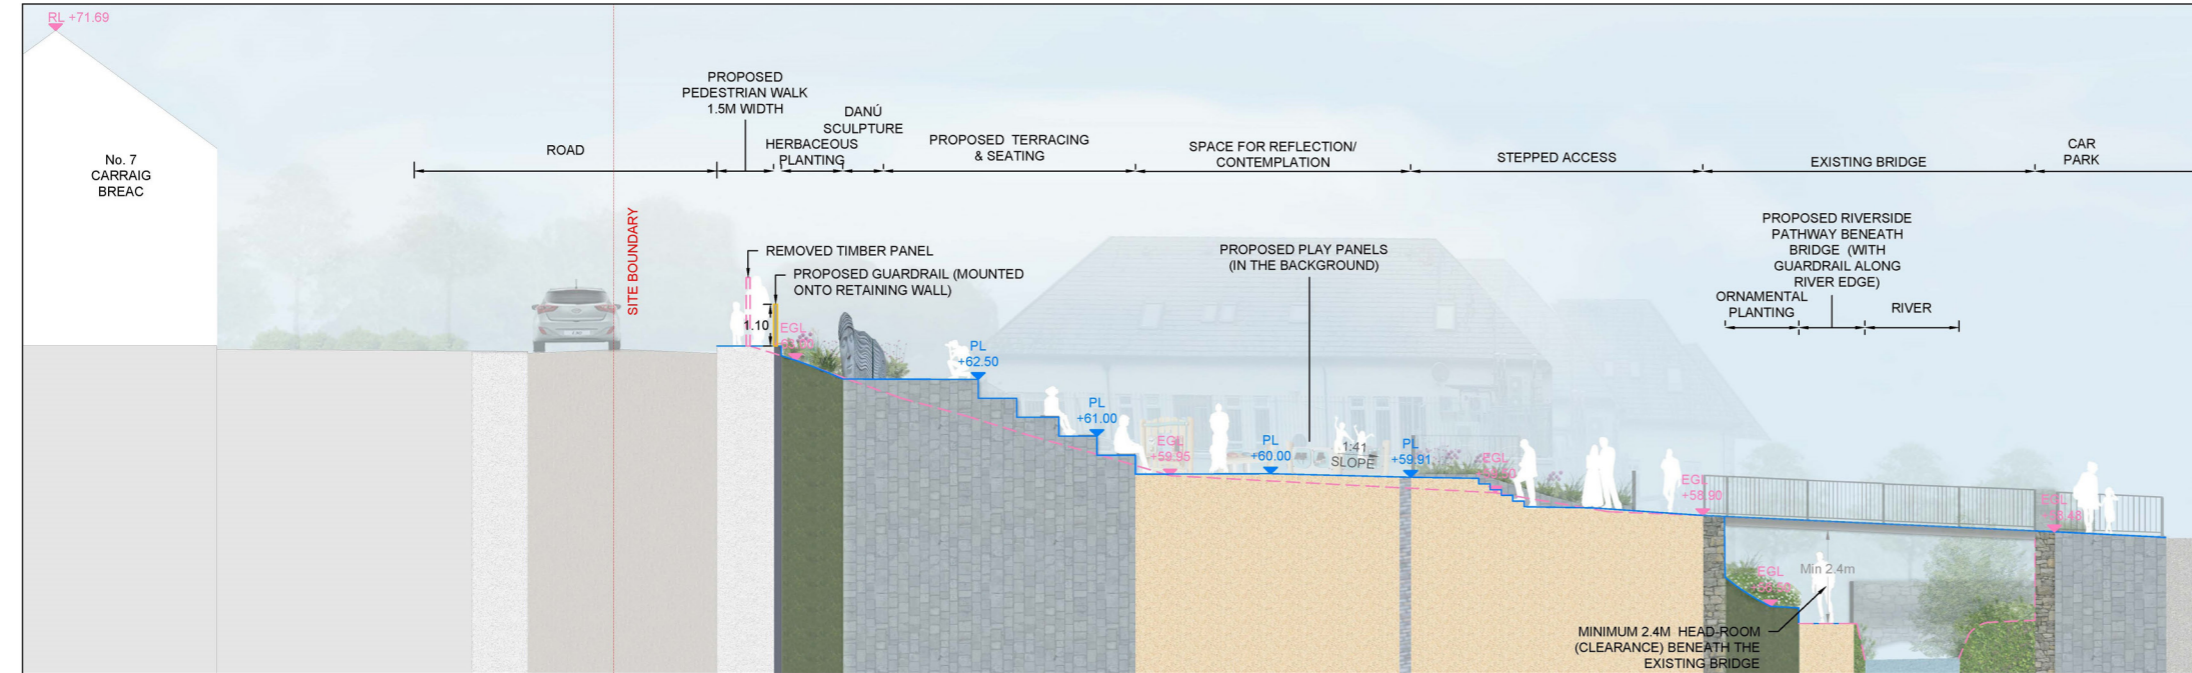 RL +71.69
No. 7
CARRAIG
BREAC
ROAD
SITE BOUNDARY
PROPOSED
PEDESTRIAN WALK
1.5M WIDTH
HERBACEOUS
PLANTING
DANÚ
SCULPTURE
PROPOSED TERRACING
& SEATING
SPACE FOR REFLECTION/
CONTEMPLATION
STEPPED ACCESS
EXISTING BRIDGE
CAR
PARK
REMOVED TIMBER PANEL
PROPOSED GUARDRAIL (MOUNTED
ONTO RETAINING WALL)
1.10
EGL
PL
+62.50
PL
+61.00
EGL
+59.95
PROPOSED PLAY PANELS
(IN THE BACKGROUND)
PL
+60.00
1:41
SLOPE
PL
+59.91
EGL
EGL
+58.90
PROPOSED RIVERSIDE
PATHWAY BENEATH
BRIDGE (WITH
GUARDRAIL ALONG
RIVER EDGE)
ORNAMENTAL
PLANTING
RIVER
EGL
+58.48
EGL
Min 2.4m
MINIMUM 2.4M HEAD-ROOM
(CLEARANCE) BENEATH THE
EXISTING BRIDGE